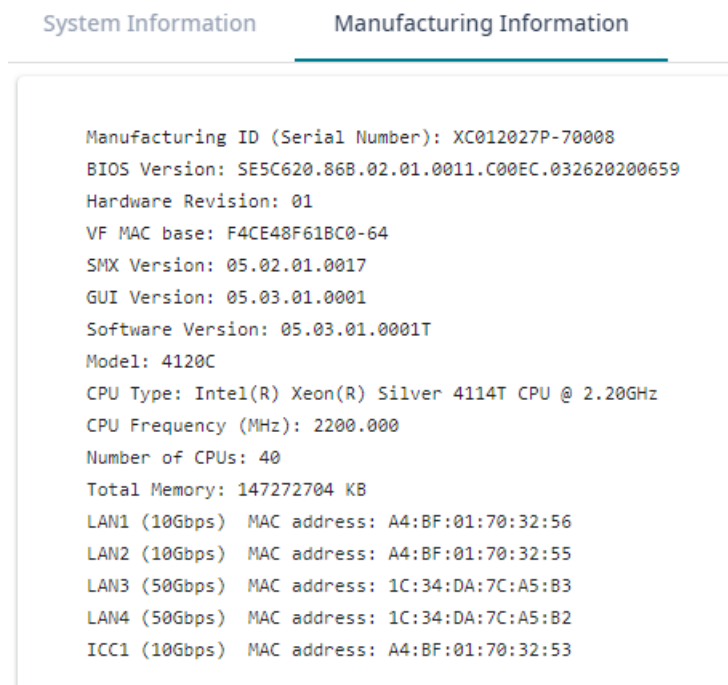 System Information Manufacturing Information
Manufacturing ID (Serial Number): XC012027P-70008
BIOS Version: SE5C620.86B.02.01.0011.C00EC.032620200659
Hardware Revision: 01
VF MAC base: F4CE48F61BC0-64
SMX Version: 05.02.01.0017
GUI Version: 05.03.01.0001
Software Version: 05.03.01.0001T
Model: 4120C
CPU Type: Intel(R) Xeon(R) Silver 4114T CPU @ 2.20GHz
CPU Frequency (MHz): 2200.000
Number of CPUs: 40
Total Memory: 147272704 KB
LAN1 (10Gbps)  MAC address: A4:BF:01:70:32:56
LAN2 (10Gbps)  MAC address: A4:BF:01:70:32:55
LAN3 (50Gbps)  MAC address: 1C:34:DA:7C:A5:B3
LAN4 (50Gbps)  MAC address: 1C:34:DA:7C:A5:B2
ICC1 (10Gbps)  MAC address: A4:BF:01:70:32:53